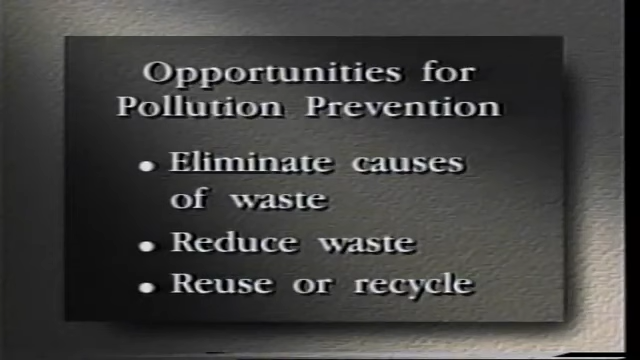 Opportunities for
Pollution Prevention
• Eliminate causes
of waste
• Reduce waste
• Reuse or recycle